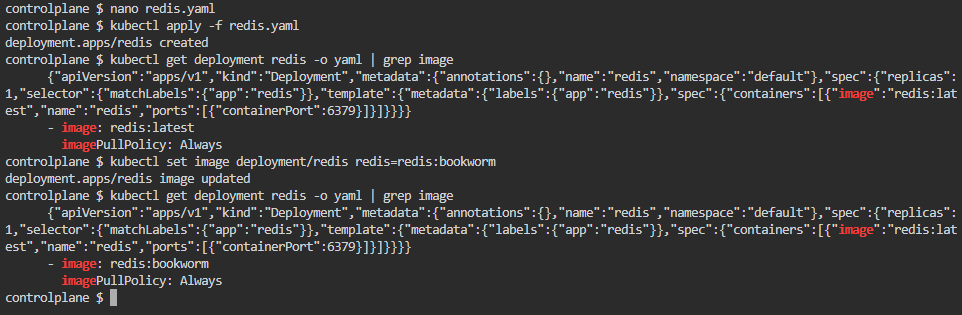 controlplane $ nano redis.yaml
controlplane $ kubectl apply -f redis.yaml
deployment.apps/redis created
controlplane $ kubectl get deployment redis -o yaml | grep image
      {"apiVersion":"apps/v1","kind":"Deployment","metadata":{"annotations":{},"name":"redis","namespace":"default"},"spec":{"replicas":
1,"selector":{"matchLabels":{"app":"redis"}},"template":{"metadata":{"labels":{"app":"redis"}},"spec":{"containers":[{"image":"redis:lat
est","name":"redis","ports":[{"containerPort":6379}]}]}}}}
      - image: redis:latest
        imagePullPolicy: Always
controlplane $ kubectl set image deployment/redis redis=redis:bookworm
deployment.apps/redis image updated
controlplane $ kubectl get deployment redis -o yaml | grep image
      {"apiVersion":"apps/v1","kind":"Deployment","metadata":{"annotations":{},"name":"redis","namespace":"default"},"spec":{"replicas":
1,"selector":{"matchLabels":{"app":"redis"}},"template":{"metadata":{"labels":{"app":"redis"}},"spec":{"containers":[{"image":"redis:lat
est","name":"redis","ports":[{"containerPort":6379}]}]}}}}
      - image: redis:bookworm
        imagePullPolicy: Always
controlplane $